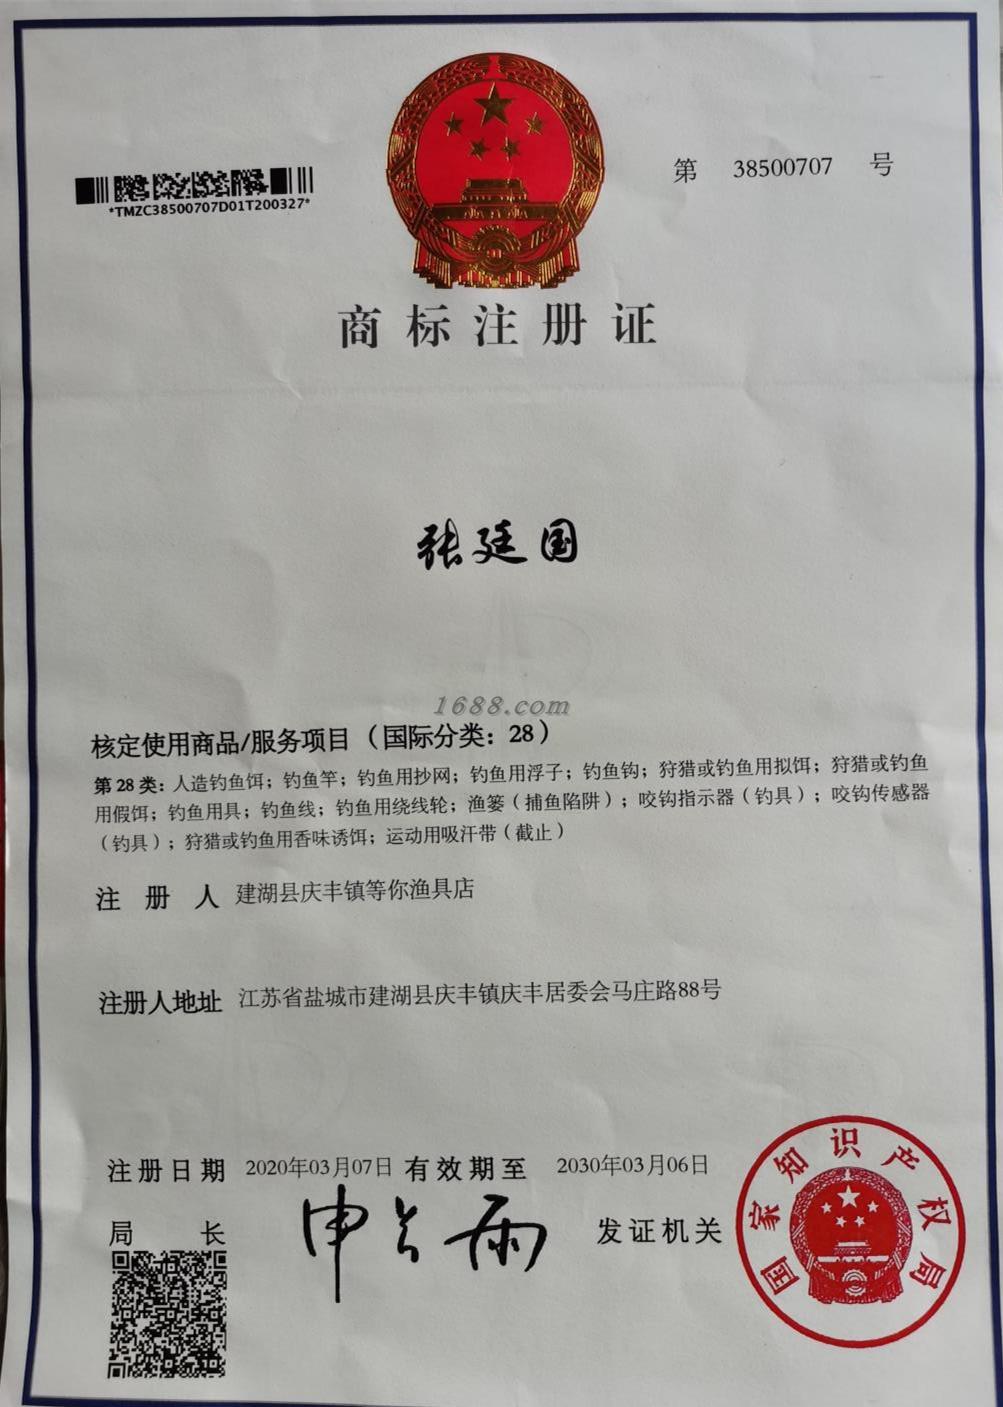 第 38500707 号
*TMZC38500707D01T200327*
商标注册证
张廷国
1688.com
核定使用商品/服务项目（国际分类：28）
第28类：人造钓鱼饵；钓鱼竿；钓鱼用抄网；钓鱼用浮子；钓鱼钩；狩猎或钓鱼用拟饵；狩猎或钓鱼
用假饵；钓鱼用具；钓鱼线；钓鱼用绕线轮；渔篓（捕鱼陷阱）；咬钩指示器（钓具）；咬钩传感器
（钓具）；狩猎或钓鱼用香味诱饵；运动用吸汗带（截止）
注册人 建湖县庆丰镇等你渔具店
注册人地址 江苏省盐城市建湖县庆丰镇庆丰居委会马庄路88号
注册日期 2020年03月07日 有效期至 2030年03月06日
局长 申长雨 发证机关
国家知识产权局